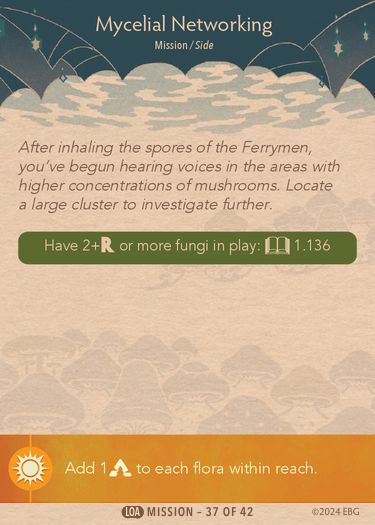 Mycelial Networking
Mission / Side
After inhaling the spores of the Ferrymen,
you've begun hearing voices in the areas with
higher concentrations of mushrooms. Locate
a large cluster to investigate further.
Have 2+R or more fungi in play: 1.136
Add 1 to each flora within reach.
LOA MISSION - 37 OF 42
©2024 EBG